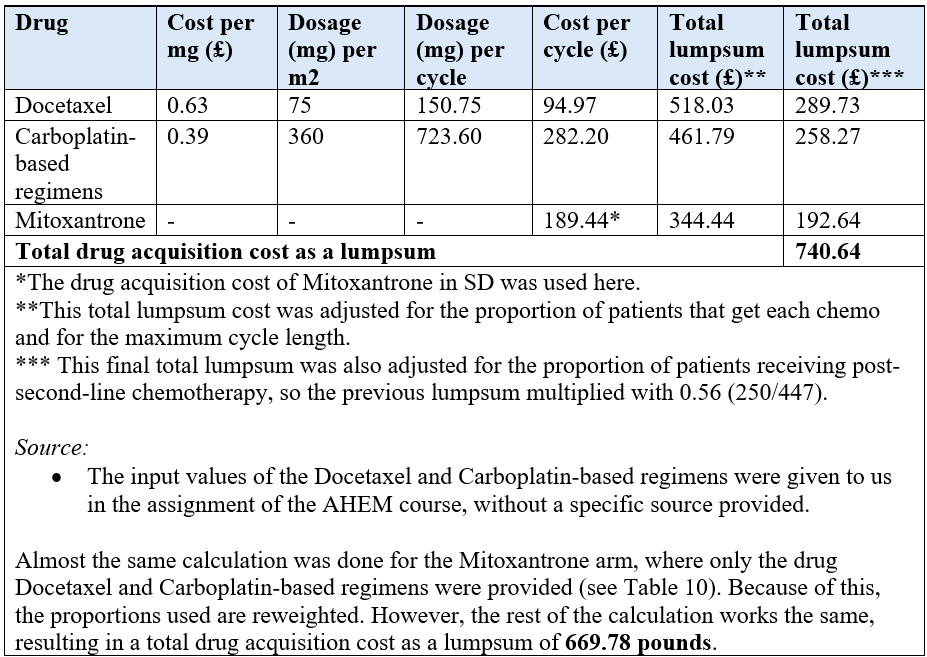 Drug Cost per mg (£) Dosage (mg) per m2 Dosage (mg) per cycle Cost per cycle (£) Total lumpsum cost (£)** Total lumpsum cost (£)***
Docetaxel 0.63 75 150.75 94.97 518.03 289.73
Carboplatin-based regimens 0.39 360 723.60 282.20 461.79 258.27
Mitoxantrone - - - 189.44* 344.44 192.64
Total drug acquisition cost as a lumpsum 740.64
*The drug acquisition cost of Mitoxantrone in SD was used here.
**This total lumpsum cost was adjusted for the proportion of patients that get each chemo
and for the maximum cycle length.
*** This final total lumpsum was also adjusted for the proportion of patients receiving post-
second-line chemotherapy, so the previous lumpsum multiplied with 0.56 (250/447).
Source:
• The input values of the Docetaxel and Carboplatin-based regimens were given to us
in the assignment of the AHEM course, without a specific source provided.
Almost the same calculation was done for the Mitoxantrone arm, where only the drug
Docetaxel and Carboplatin-based regimens were provided (see Table 10). Because of this,
the proportions used are reweighted. However, the rest of the calculation works the same,
resulting in a total drug acquisition cost as a lumpsum of 669.78 pounds.